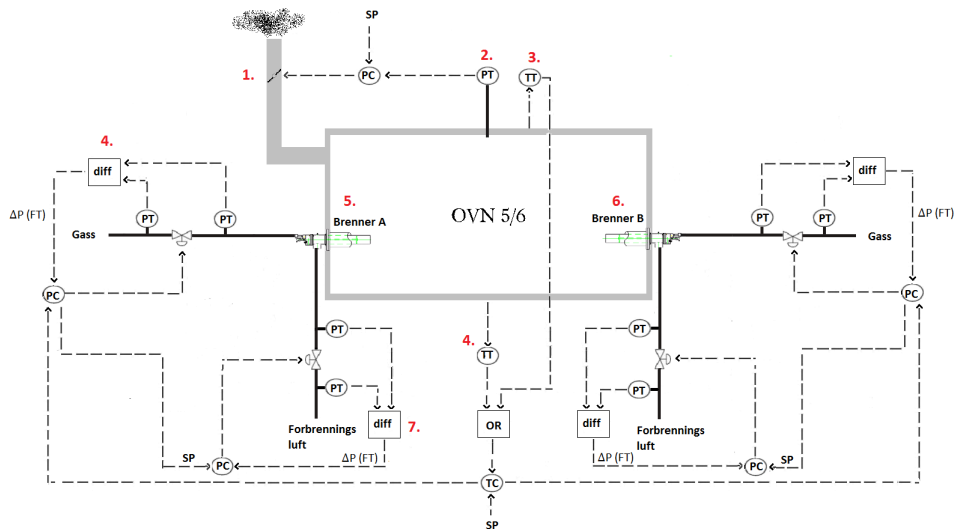 SP
1.
PC
2.
PT
3.
TT
4.
diff
ΔP (FT)
PT
PT
Gass
PC
5.
Brenner A
OVN 5/6
6.
Brenner B
PT
PT
diff
ΔP (FT)
Gass
PC
PT
PT
Forbrennings
luft
diff
7.
ΔP (FT)
SP
PC
4.
TT
OR
TC
SP
PT
PT
diff
Forbrennings
luft
ΔP (FT)
PC
SP